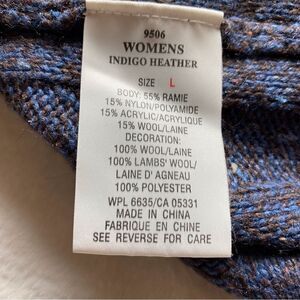 9506
WOMENS
INDIGO HEATHER
SIZE L
BODY: 55% RAMIE
15% NYLON/POLYAMIDE
15% ACRYLIC/ACRYLIQUE
15% WOOL/LAINE
DECORATION:
100% WOOL/LAINE
100% LAMBS' WOOL/
LAINE D' AGNEAU
100% POLYESTER
WPL 6635/CA 05331
MADE IN CHINA
FABRIQUE EN CHINE
SEE REVERSE FOR CARE